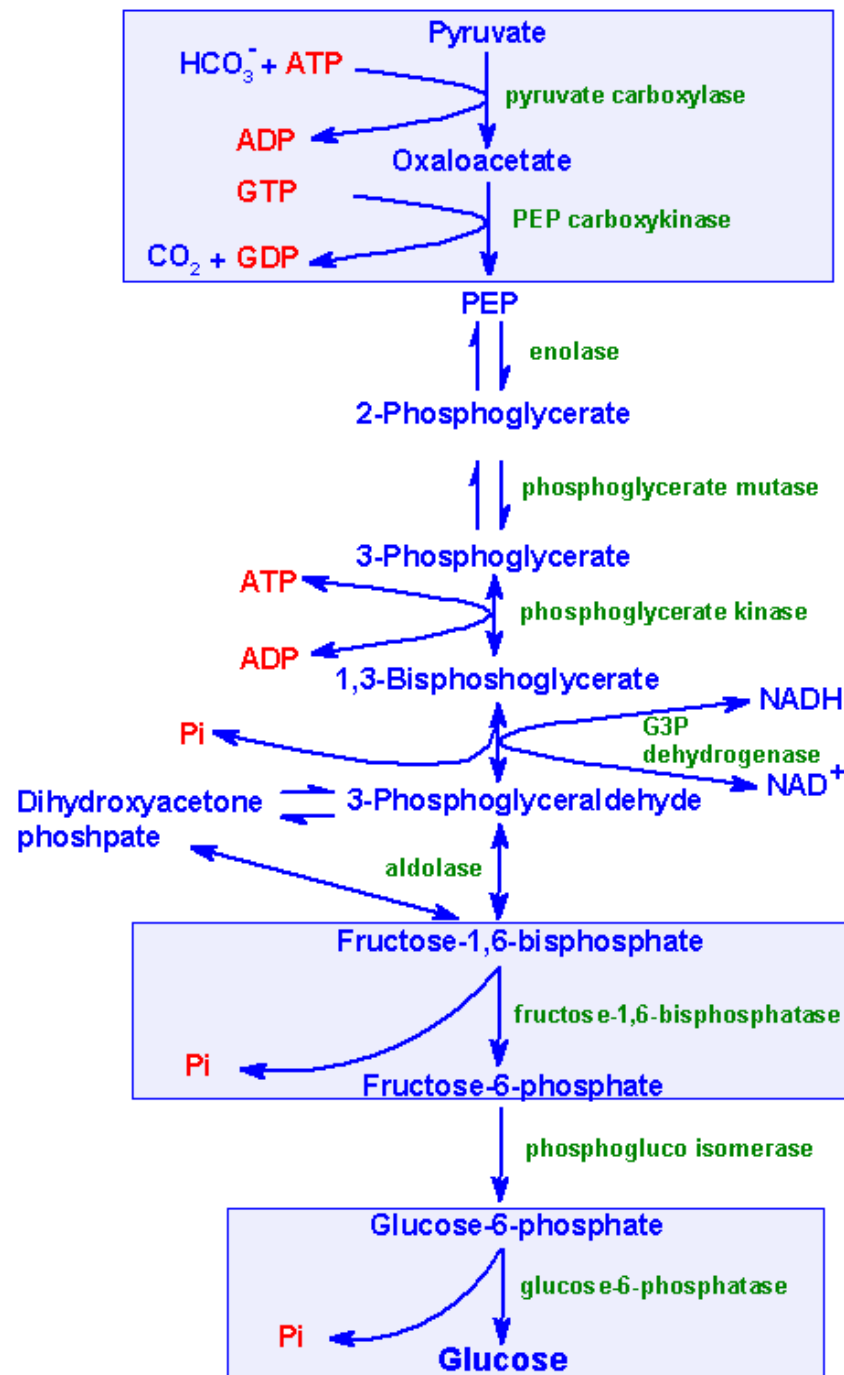 Pyruvate
HCO₃⁻ + ATP
pyruvate carboxylase
ADP
Oxaloacetate
GTP
PEP carboxykinase
CO₂ + GDP
PEP
enolase
2-Phosphoglycerate
phosphoglycerate mutase
3-Phosphoglycerate
ATP
phosphoglycerate kinase
ADP
1,3-Bisphoshoglycerate
NADH
Pi
G3P
dehydrogenase
NAD⁺
Dihydroxyacetone
phoshpate
3-Phosphoglyceraldehyde
aldolase
Fructose-1,6-bisphosphate
fructose-1,6-bisphosphatase
Pi
Fructose-6-phosphate
phosphogluco isomerase
Glucose-6-phosphate
glucose-6-phosphatase
Pi
Glucose